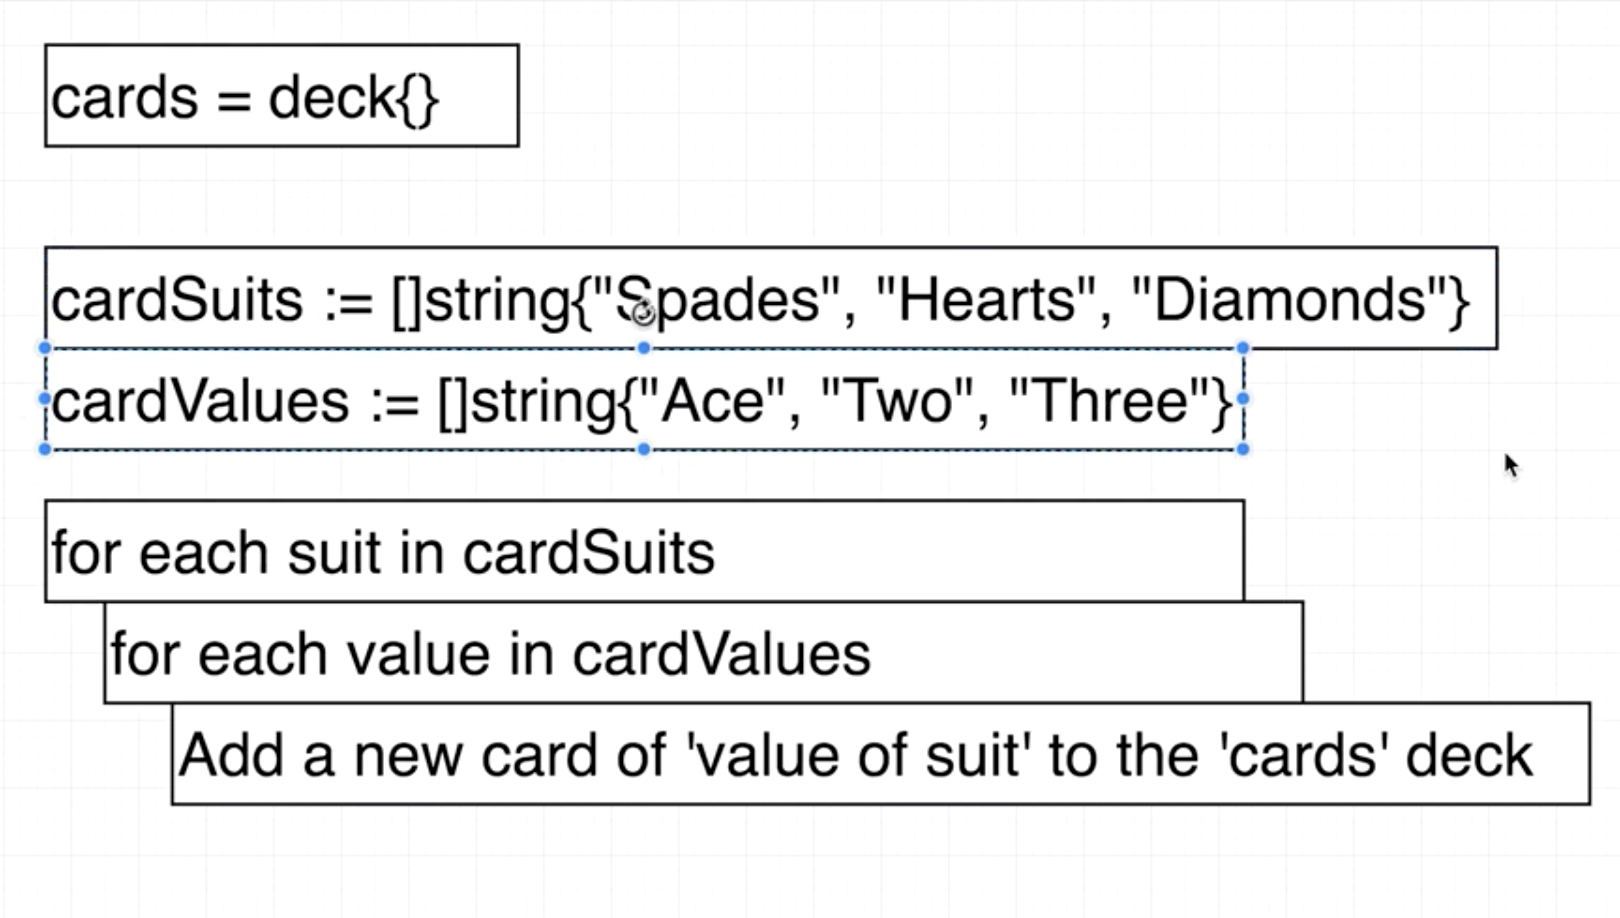 cards = deck{}
cardSuits := []string{"Spades", "Hearts", "Diamonds"}
cardValues := []string{"Ace", "Two", "Three"}
for each suit in cardSuits
for each value in cardValues
Add a new card of 'value of suit' to the 'cards' deck